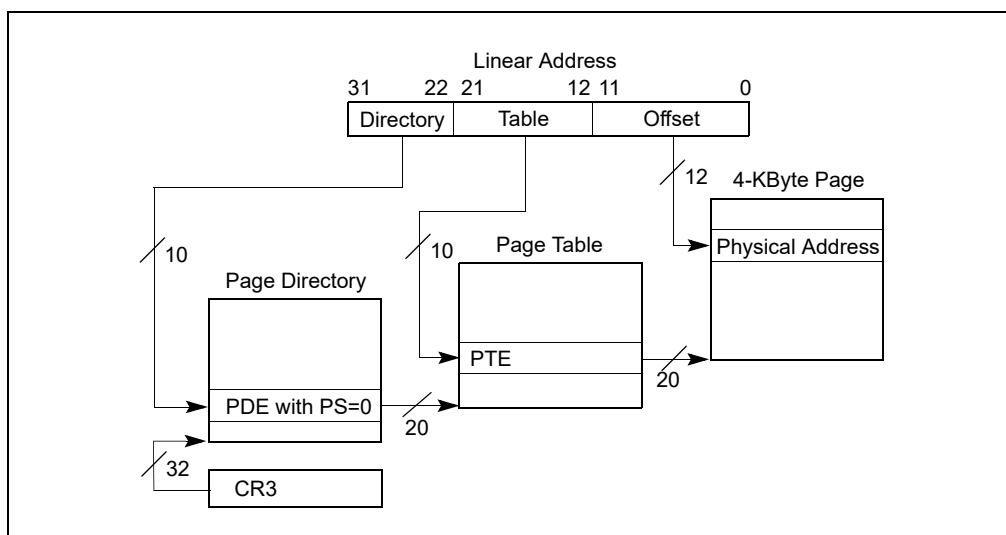 Linear Address
31 22 21 12 11 0
Directory Table Offset
12
4-KByte Page
Physical Address
10
10
Page Table
Page Directory
PTE
20
PDE with PS=0
20
32
CR3